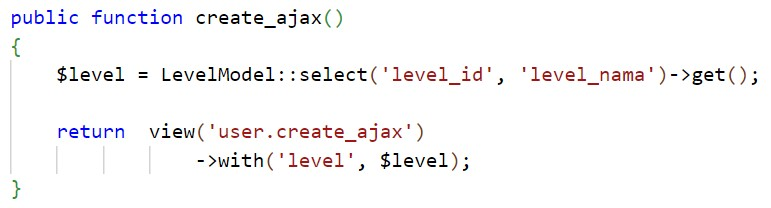 public function create_ajax()
{
    $level = LevelModel::select('level_id', 'level_nama')->get();

    return  view('user.create_ajax')
                ->with('level', $level);
}